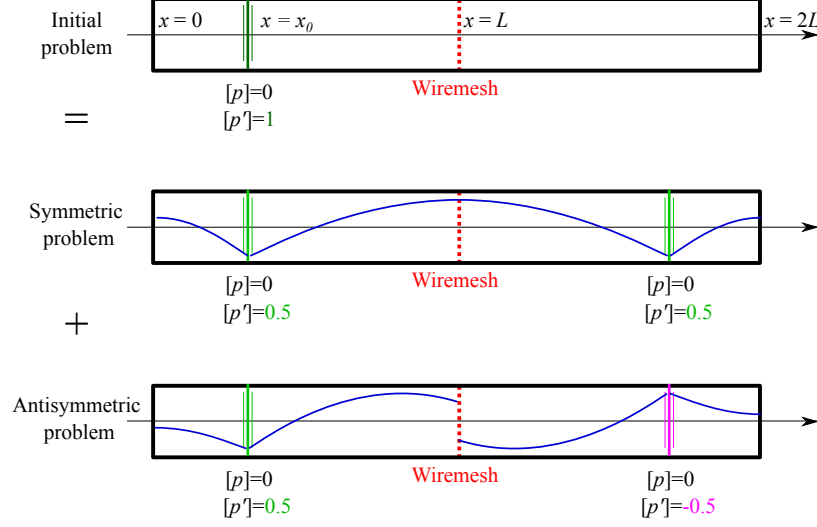 Initial
problem
x = 0
x = x₀
x = L
x = 2L
[p]=0
[p']=1
Wiremesh
=
Symmetric
problem
[p]=0
[p']=0.5
Wiremesh
[p]=0
[p']=0.5
+
Antisymmetric
problem
[p]=0
[p']=0.5
Wiremesh
[p]=0
[p']=-0.5